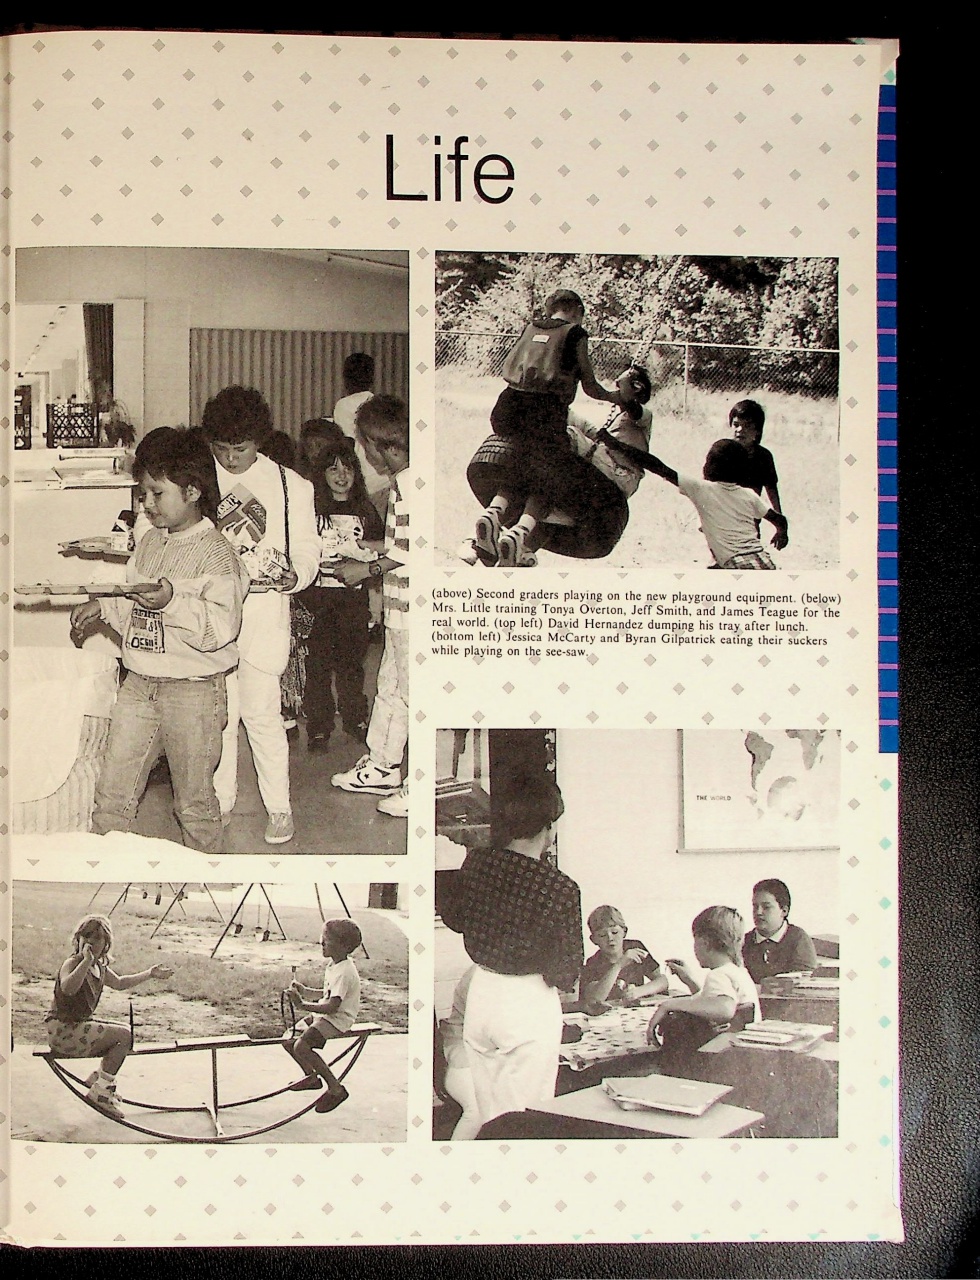 Life
(above) Second graders playing on the new playground equipment. (below)
Mrs. Little training Tonya Overton, Jeff Smith, and James Teague for the
real world. (top left) David Hernandez dumping his tray after lunch.
(bottom left) Jessica McCarty and Byran Gilpatrick eating their suckers
while playing on the see-saw.
THE WORLD